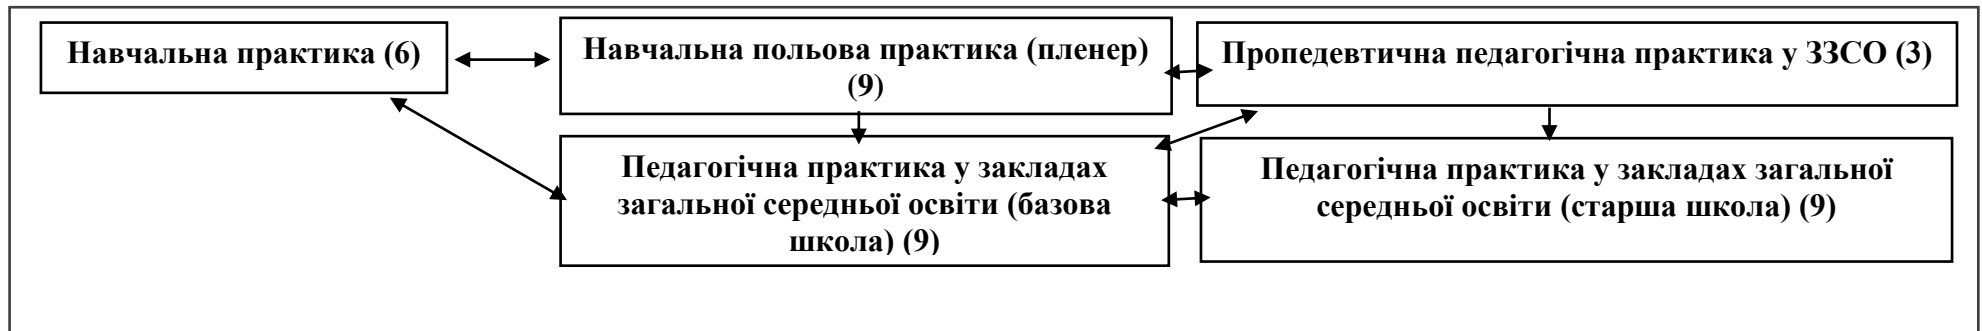 Навчальна практика (6)
Навчальна польова практика (пленер)
(9)
Пропедевтична педагогічна практика у ЗЗСО (3)
Педагогічна практика у закладах
загальної середньої освіти (базова
школа) (9)
Педагогічна практика у закладах загальної
середньої освіти (старша школа) (9)